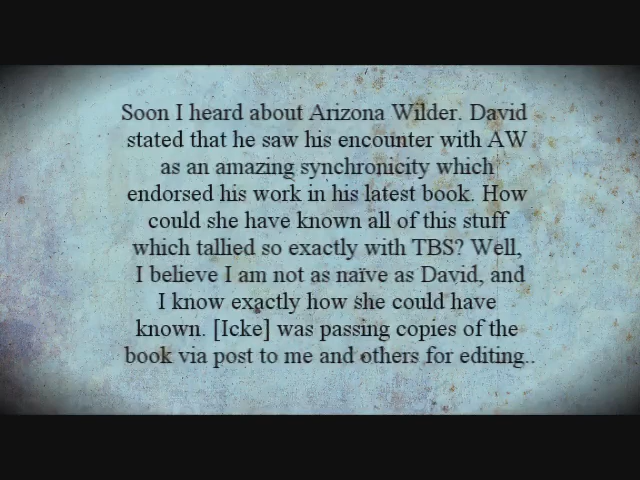 Soon I heard about Arizona Wilder. David
stated that he saw his encounter with AW
as an amazing synchronicity which
endorsed his work in his latest book. How
could she have known all of this stuff
which tallied so exactly with TBS? Well,
I believe I am not as naïve as David, and
I know exactly how she could have
known. [Icke] was passing copies of the
book via post to me and others for editing..